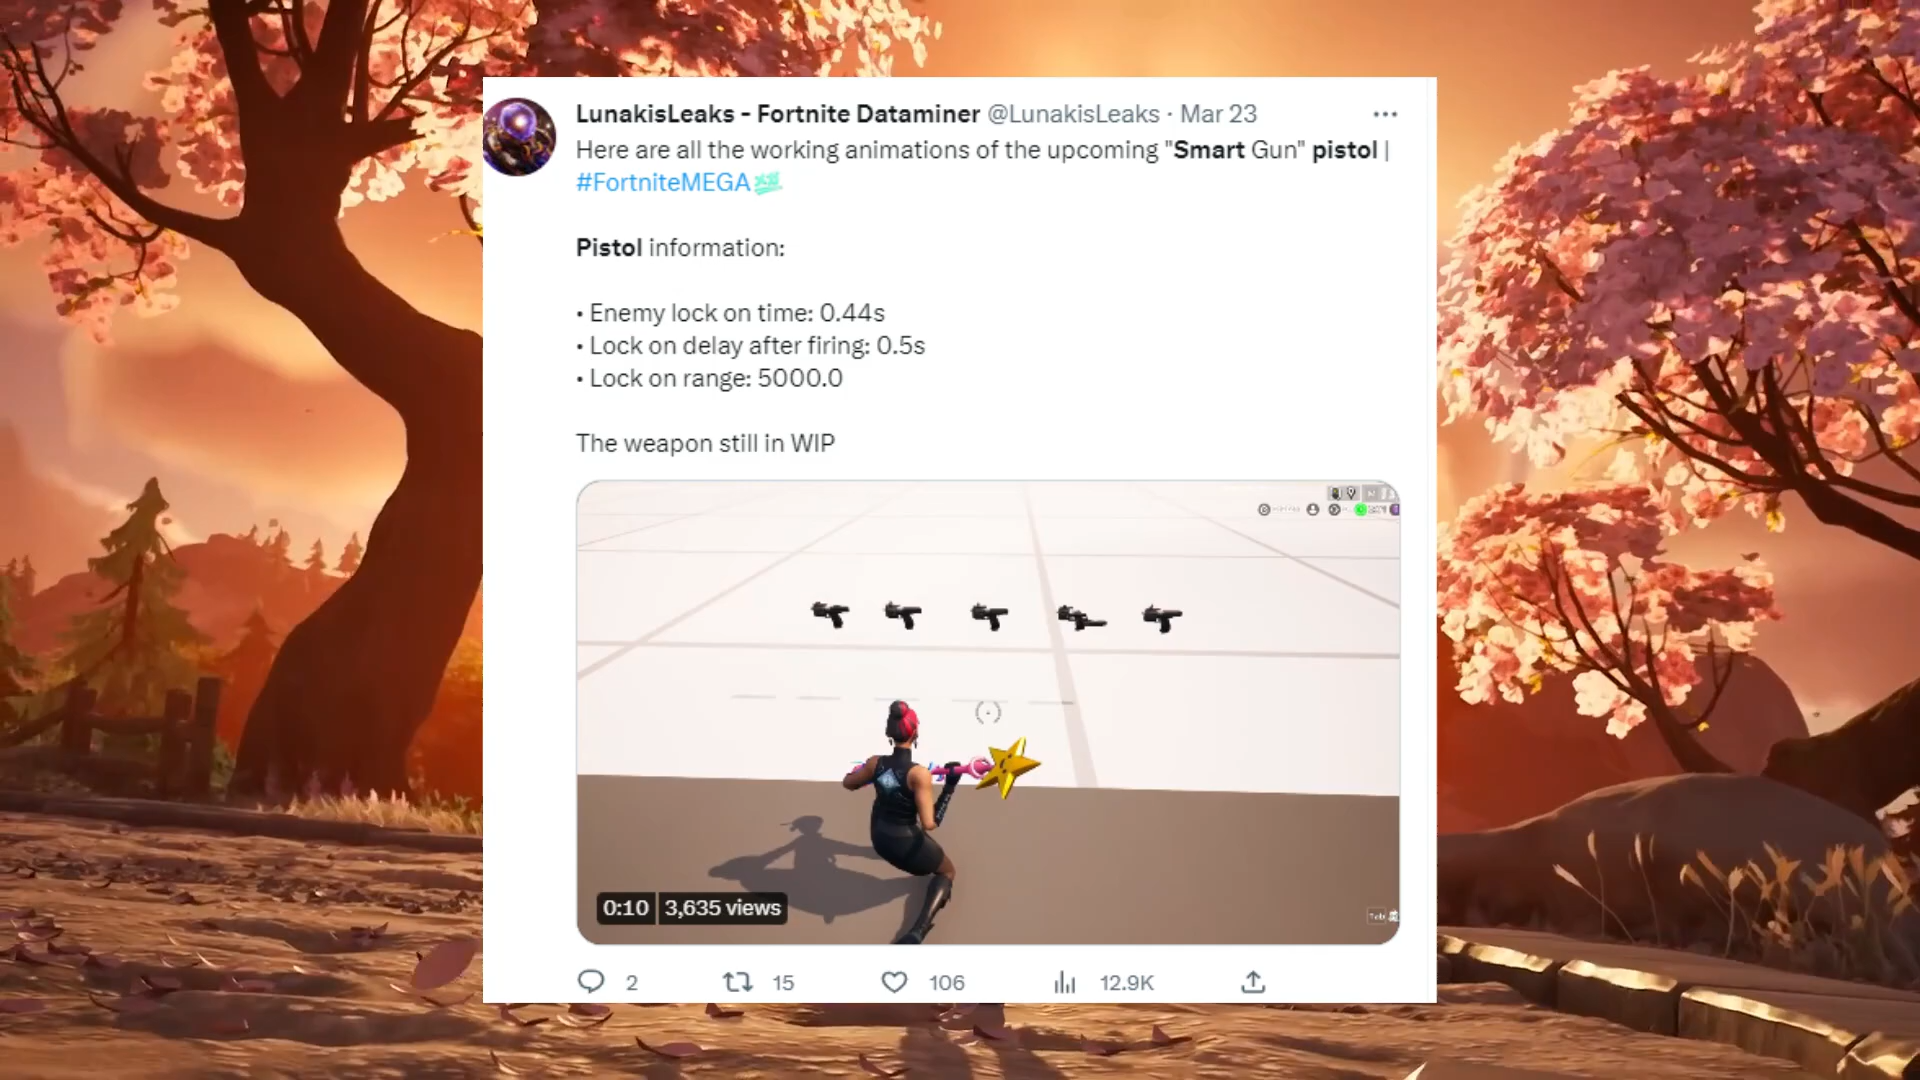 LunakisLeaks - Fortnite Dataminer @LunakisLeaks · Mar 23
Here are all the working animations of the upcoming "Smart Gun" pistol |
#FortniteMEGA
Pistol information:
• Enemy lock on time: 0.44s
• Lock on delay after firing: 0.5s
• Lock on range: 5000.0
The weapon still in WIP
Tab
0:10 3,635 views
2 15 106 12.9K